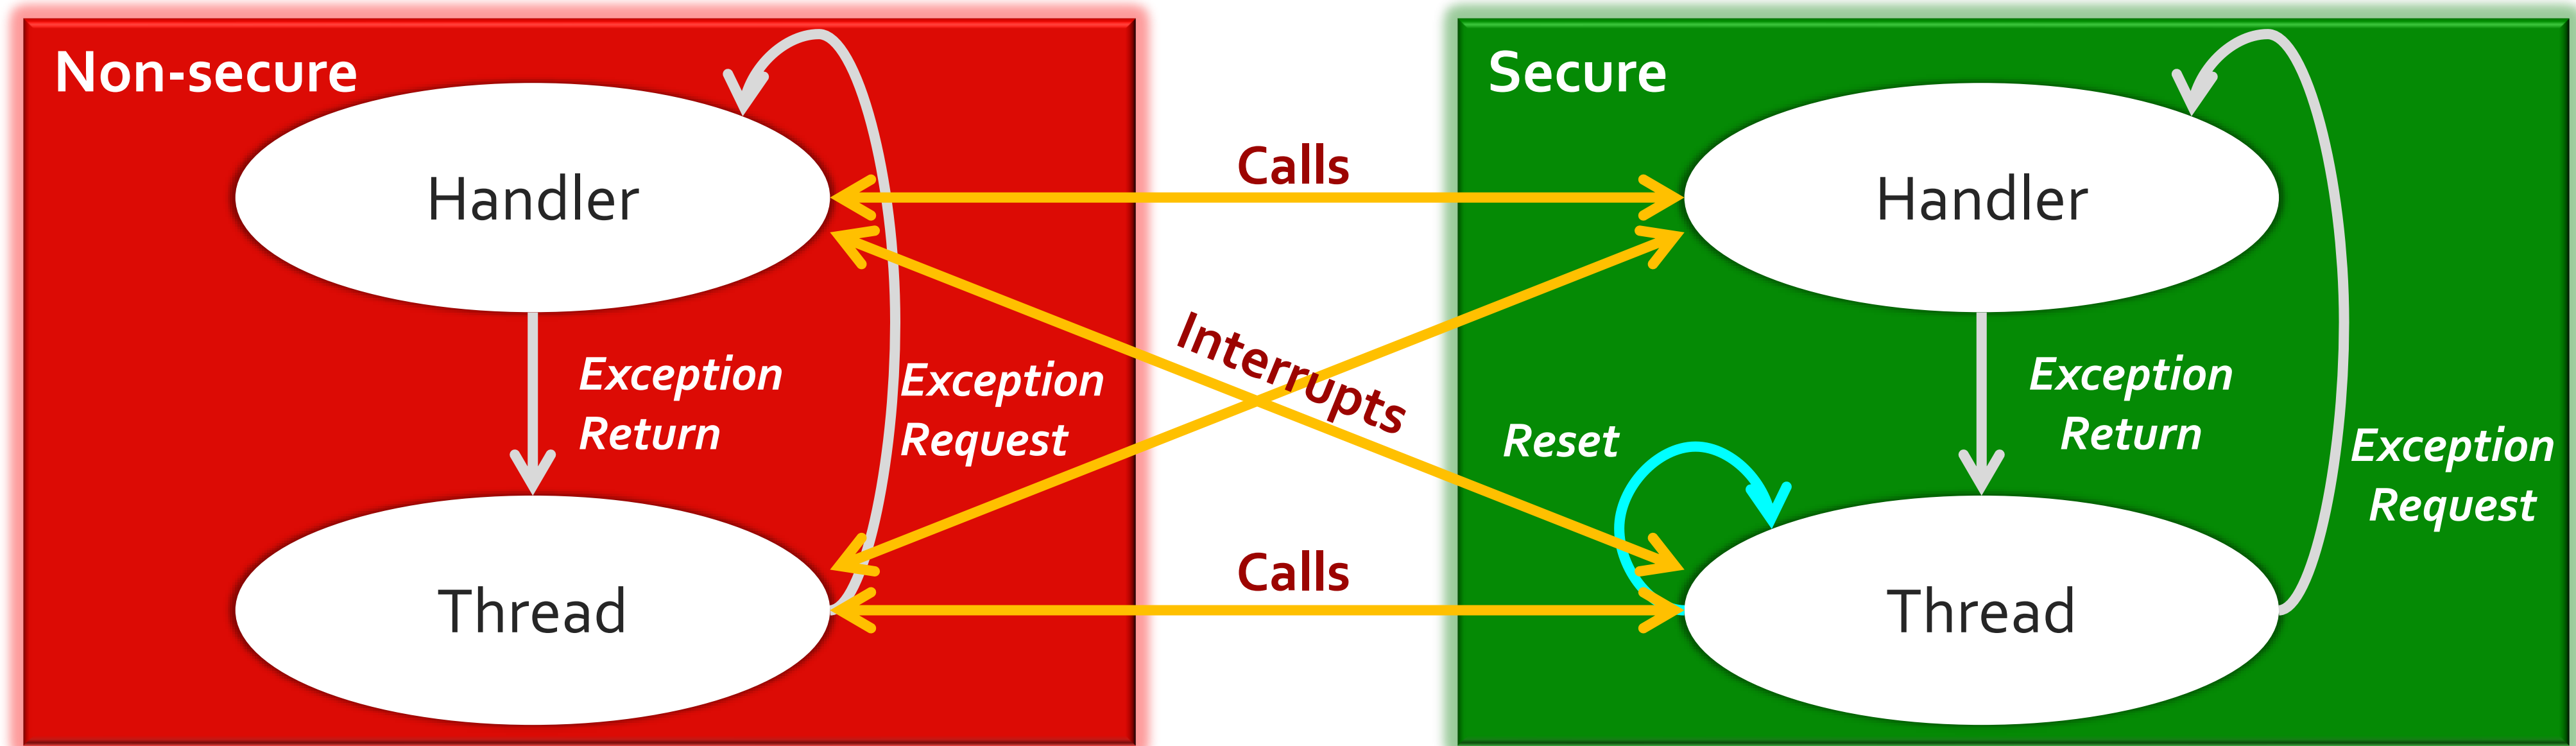 Non-secure
Handler
Exception
Return
Exception
Request
Thread
Calls
Interrupts
Calls
Secure
Handler
Reset
Exception
Return
Exception
Request
Thread